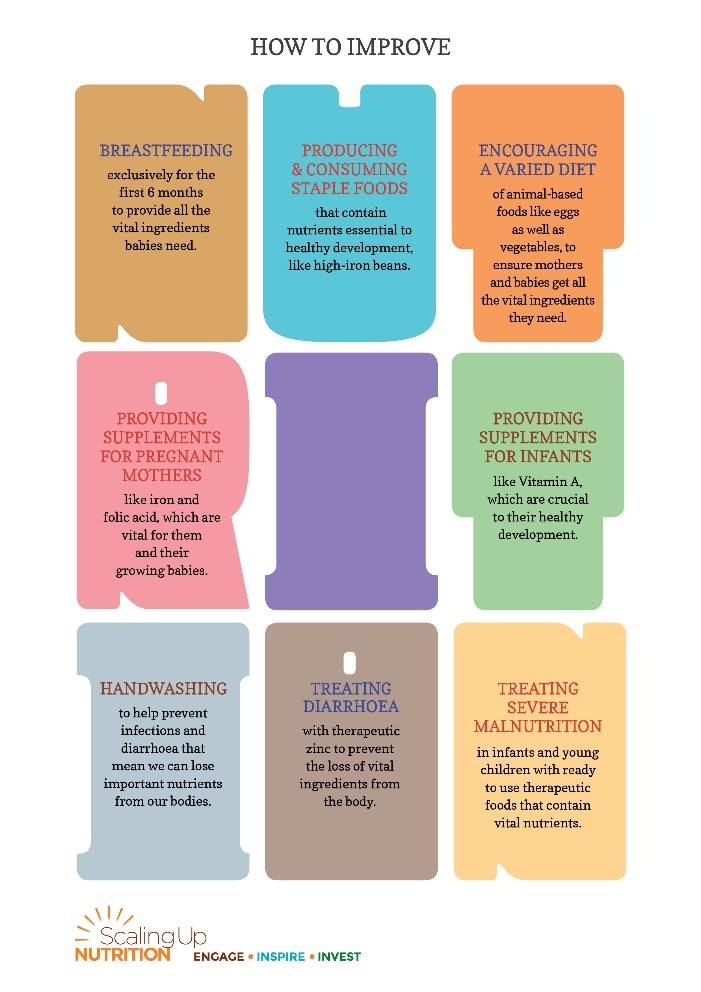 HOW TO IMPROVE
BREASTFEEDING
exclusively for the
first 6 months
to provide all the
vital ingredients
babies need.
PRODUCING
& CONSUMING
STAPLE FOODS
that contain
nutrients essential to
healthy development,
like high-iron beans.
ENCOURAGING
A VARIED DIET
of animal-based
foods like eggs
as well as
vegetables, to
ensure mothers
and babies get all
the vital ingredients
they need.
PROVIDING
SUPPLEMENTS
FOR PREGNANT
MOTHERS
like iron and
folic acid, which are
vital for them
and their
growing babies.
PROVIDING
SUPPLEMENTS
FOR INFANTS
like Vitamin A,
which are crucial
to their healthy
development.
HANDWASHING
to help prevent
infections and
diarrhoea that
mean we can lose
important nutrients
from our bodies.
TREATING
DIARRHOEA
with therapeutic
zinc to prevent
the loss of vital
ingredients from
the body.
TREATING
SEVERE
MALNUTRITION
in infants and young
children with ready
to use therapeutic
foods that contain
vital nutrients.
Scaling Up
NUTRITION
ENGAGE • INSPIRE • INVEST